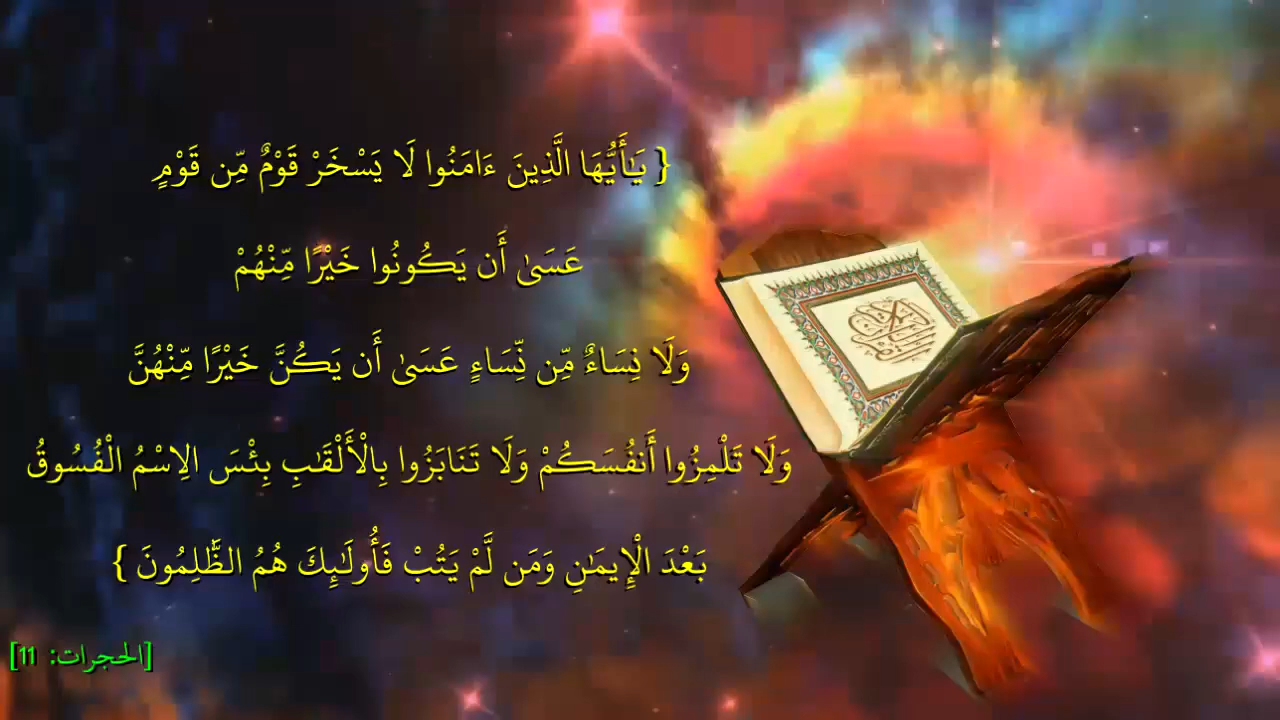 { يَـٰٓأَيُّهَا الَّذِينَ ءَامَنُوا لَا يَسْخَرْ قَوْمٌ مِّن قَوْمٍ
عَسَىٰ أَن يَكُونُوا خَيْرًا مِّنْهُمْ
وَلَا نِسَاءٌ مِّن نِّسَاءٍ عَسَىٰ أَن يَكُنَّ خَيْرًا مِّنْهُنَّ
وَلَا تَلْمِزُوا أَنفُسَكُمْ وَلَا تَنَابَزُوا بِالْأَلْقَـٰبِ بِئْسَ الِاسْمُ الْفُسُوقُ
بَعْدَ الْإِيمَـٰنِ وَمَن لَّمْ يَتُبْ فَأُولَـٰئِكَ هُمُ الظَّـٰلِمُونَ }
[الحجرات: 11]